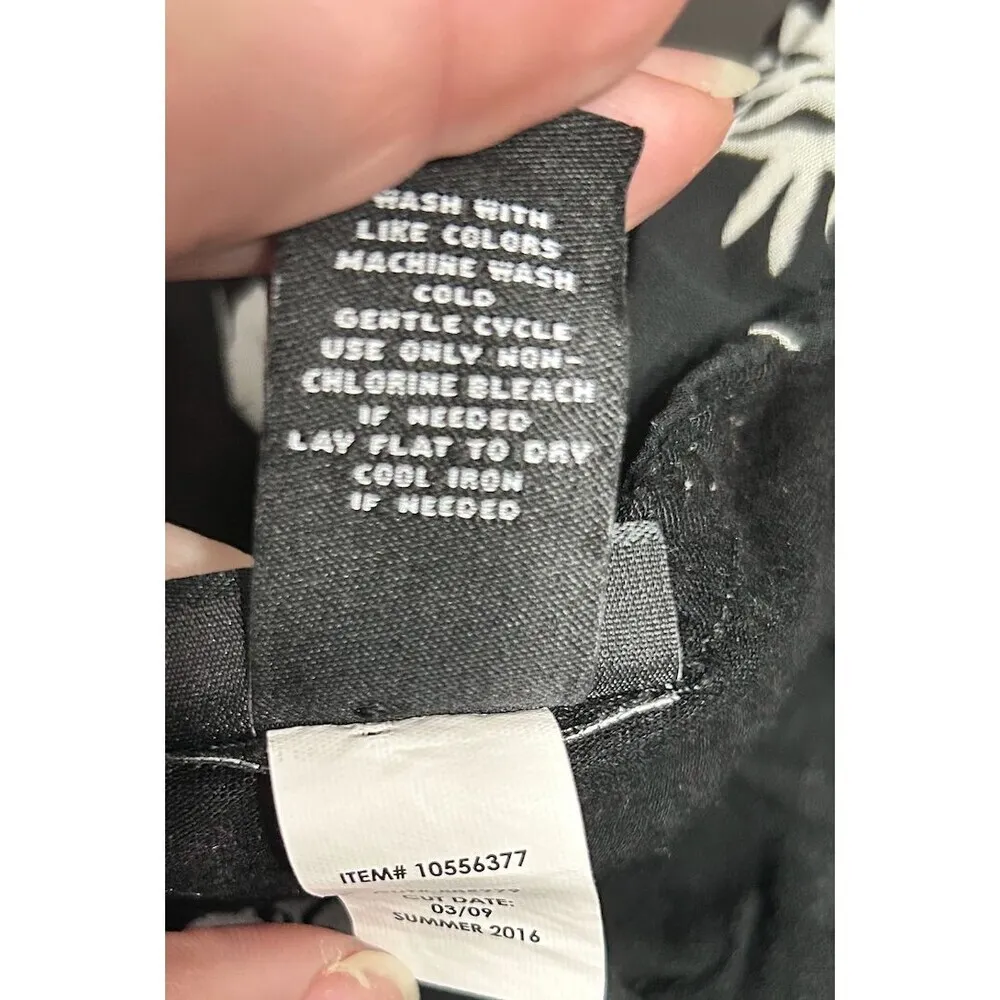 WASH WITH
LIKE COLORS
MACHINE WASH
COLD
GENTLE CYCLE
USE ONLY NON-
CHLORINE BLEACH
IF NEEDED
LAY FLAT TO DRY
COOL IRON
IF NEEDED
ITEM# 10556377
CUT DATE:
03/09
SUMMER 2016